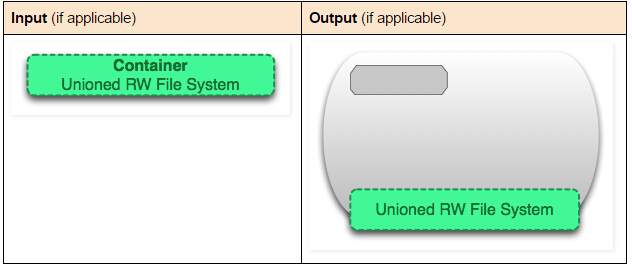 Input (if applicable)
Output (if applicable)
Container
Unioned RW File System
Unioned RW File System